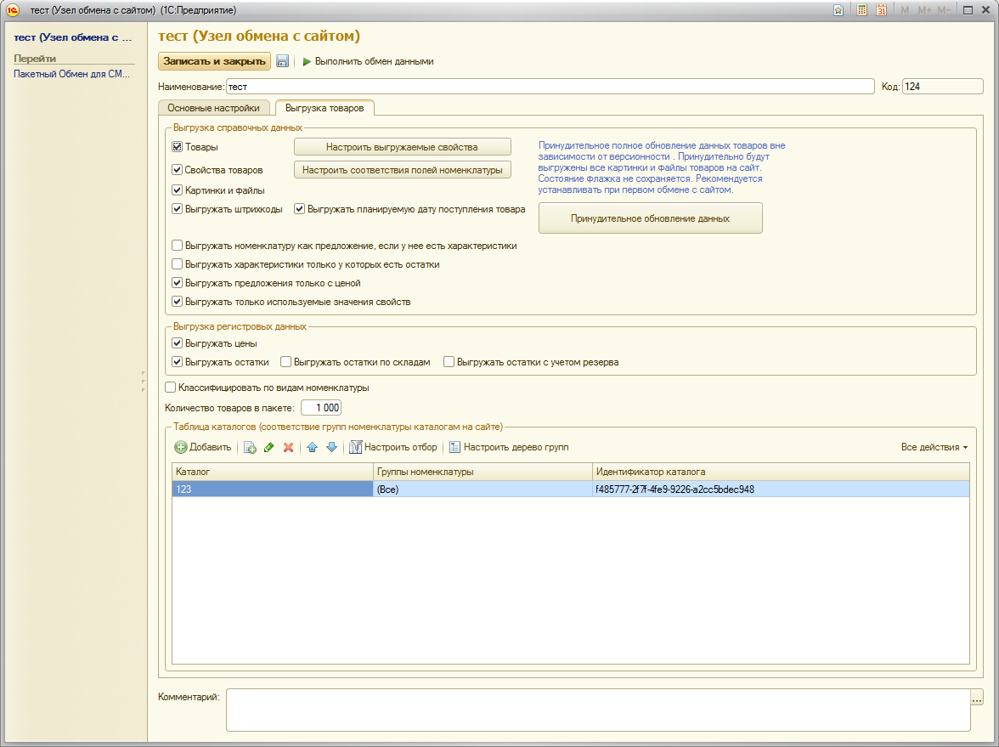 тест (Узел обмена с сайтом) (1С:Предприятие)
M M+ M-
тест (Узел обмена с ...
Перейти
Пакетный Обмен для СМ...
тест (Узел обмена с сайтом)
Записать и закрыть Выполнить обмен данными
Наименование: тест Код: 124
Основные настройки Выгрузка товаров
Выгрузка справочных данных
Товары Настроить выгружаемые свойства
Свойства товаров Настроить соответствия полей номенклатуры
Картинки и файлы
Выгружать штрихкоды Выгружать планируемую дату поступления товара
Принудительное полное обновление данных товаров вне
зависимости от версионности . Принудительно будут
выгружены все картинки и файлы товаров на сайт.
Состояние флажка не сохраняется. Рекомендуется
устанавливать при первом обмене с сайтом.
Принудительное обновление данных
Выгружать номенклатуру как предложение, если у нее есть характеристики
Выгружать характеристики только у которых есть остатки
Выгружать предложения только с ценой
Выгружать только используемые значения свойств
Выгрузка регистровых данных
Выгружать цены
Выгружать остатки Выгружать остатки по складам Выгружать остатки с учетом резерва
Классифицировать по видам номенклатуры
Количество товаров в пакете: 1 000
Таблица каталогов (соответствие групп номенклатуры каталогам на сайте)
Добавить Настроить отбор Настроить дерево групп Все действия
Каталог Группы номенклатуры Идентификатор каталога
123 (Все) f485777-2f7f-4fe9-9226-a2cc5bdec948
Комментарий: ...